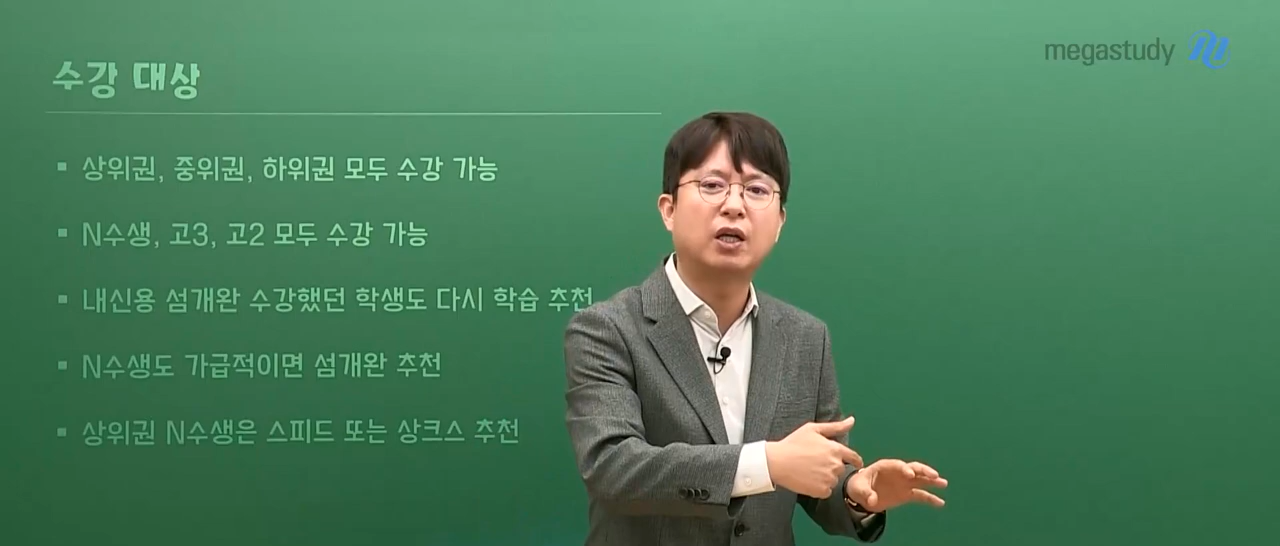 megastudy
수강 대상
▪ 상위권, 중위권, 하위권 모두 수강 가능
▪ N수생, 고3, 고2 모두 수강 가능
▪ 내신용 섬개완 수강했던 학생도 다시 학습 추천
▪ N수생도 가급적이면 섬개완 추천
▪ 상위권 N수생은 스피드 또는 상크스 추천